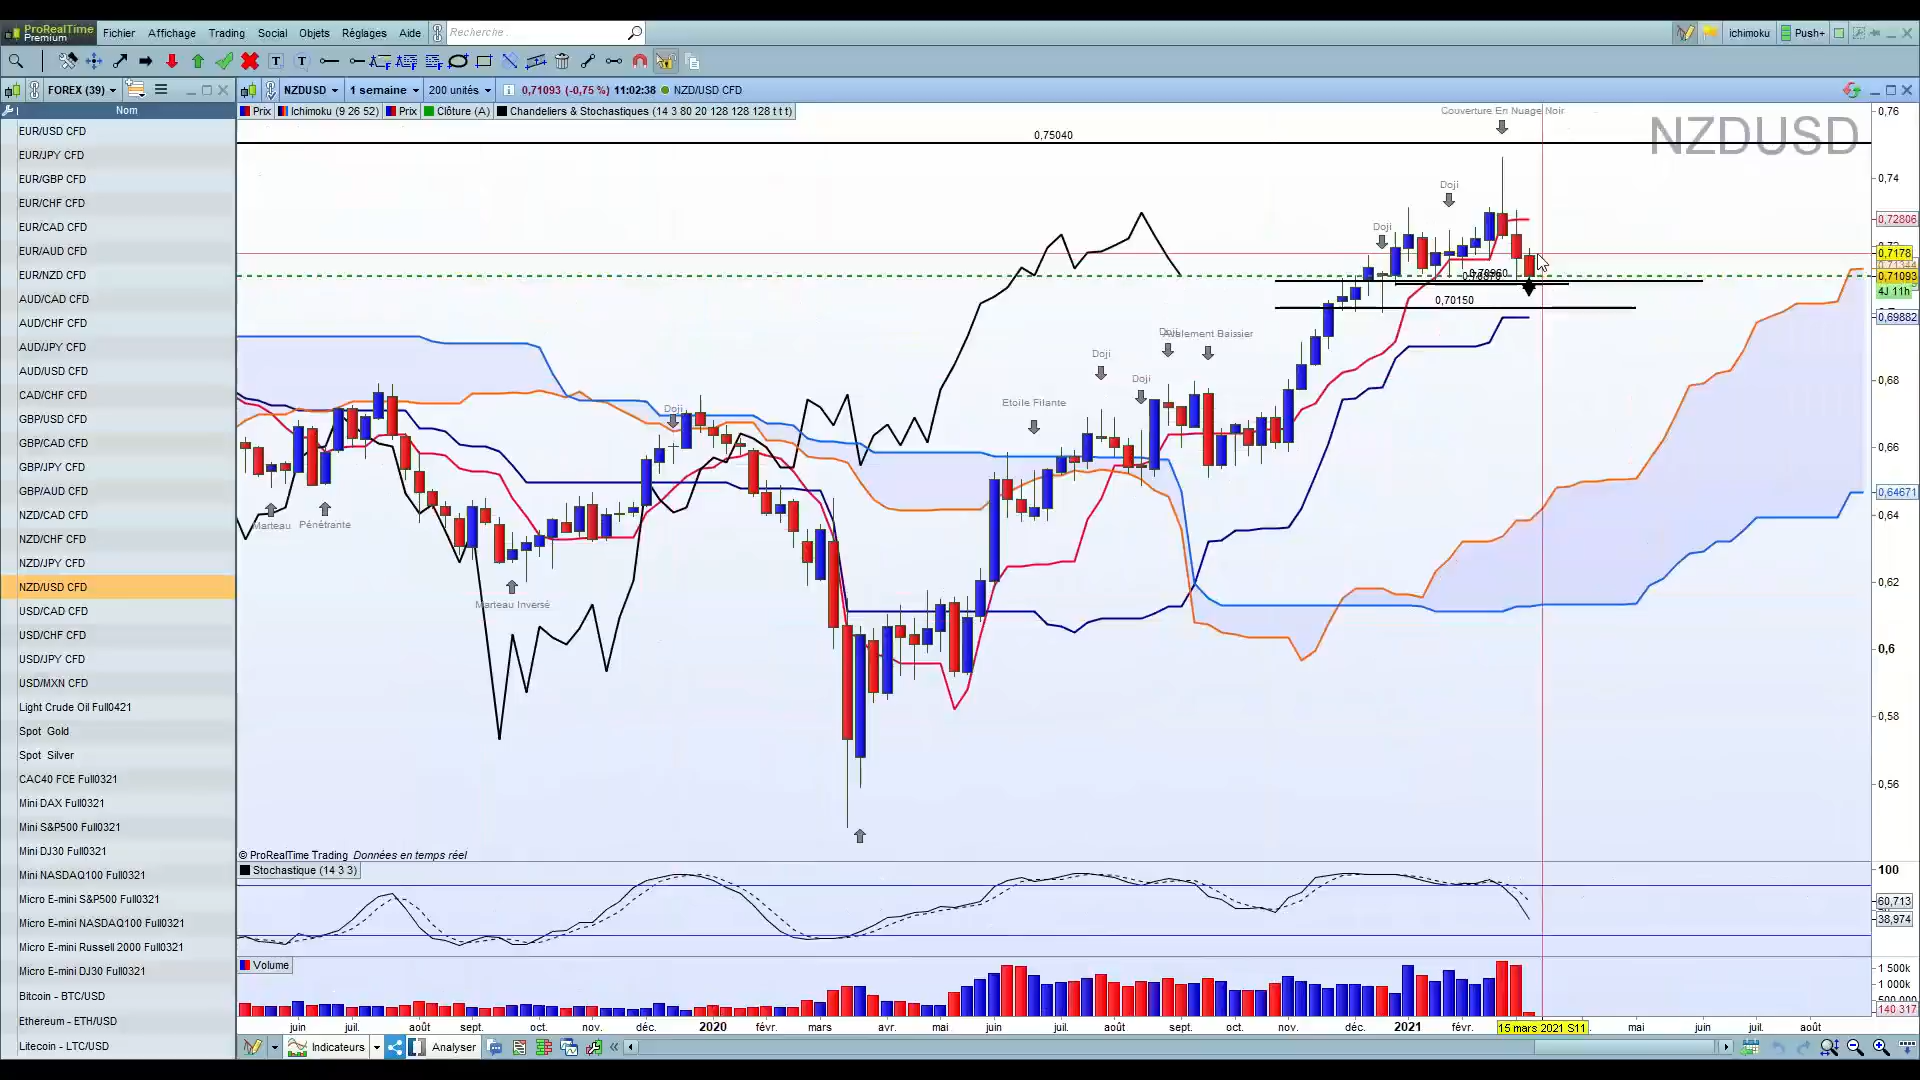 ProRealTime
Premium
Fichier Affichage Trading Social Objets Réglages Aide
Recherche...
ichimoku Push+
FOREX (39)
NZDUSD 1 semaine 200 unités 0,71093 (-0,75 %) 11:02:38 NZD/USD CFD
Nom
Prix Ichimoku (9 26 52) Prix Clôture (A) Chandeliers & Stochastiques (14 3 80 20 128 128 128 t t t)
EUR/USD CFD
EUR/JPY CFD
EUR/GBP CFD
EUR/CHF CFD
EUR/CAD CFD
EUR/AUD CFD
EUR/NZD CFD
AUD/CAD CFD
AUD/CHF CFD
AUD/JPY CFD
AUD/USD CFD
CAD/CHF CFD
GBP/USD CFD
GBP/CAD CFD
GBP/JPY CFD
GBP/AUD CFD
NZD/CAD CFD
NZD/CHF CFD
NZD/JPY CFD
NZD/USD CFD
USD/CAD CFD
USD/CHF CFD
USD/JPY CFD
USD/MXN CFD
Light Crude Oil Full0421
Spot Gold
Spot Silver
CAC40 FCE Full0321
Mini DAX Full0321
Mini S&P500 Full0321
Mini DJ30 Full0321
Mini NASDAQ100 Full0321
Micro E-mini S&P500 Full0321
Micro E-mini NASDAQ100 Full0321
Micro E-mini Russell 2000 Full0321
Micro E-mini DJ30 Full0321
Bitcoin - BTC/USD
Ethereum - ETH/USD
Litecoin - LTC/USD
NZDUSD
Couverture En Nuage Noir
0,75040
Doji
Doji
0,70150
Avalement Baissier
Doji
Doji
Etoile Filante
Doji
Marteau
Pénétrante
Marteau Inversé
0,76
0,74
0,72806
0,7178
0,71093
4J 11h
0,69882
0,68
0,66
0,64671
0,64
0,62
0,6
0,58
0,56
© ProRealTime Trading Données en temps réel
Stochastique (14 3 3)
100
60,713
38,974
Volume
1 500k
1 000k
500 000
140 317
juin juil. août sept. oct. nov. déc. 2020 févr. mars avr. mai juin juil. août sept. oct. nov. déc. 2021 févr. 15 mars 2021 S11 mai juin juil. août
Indicateurs Analyser